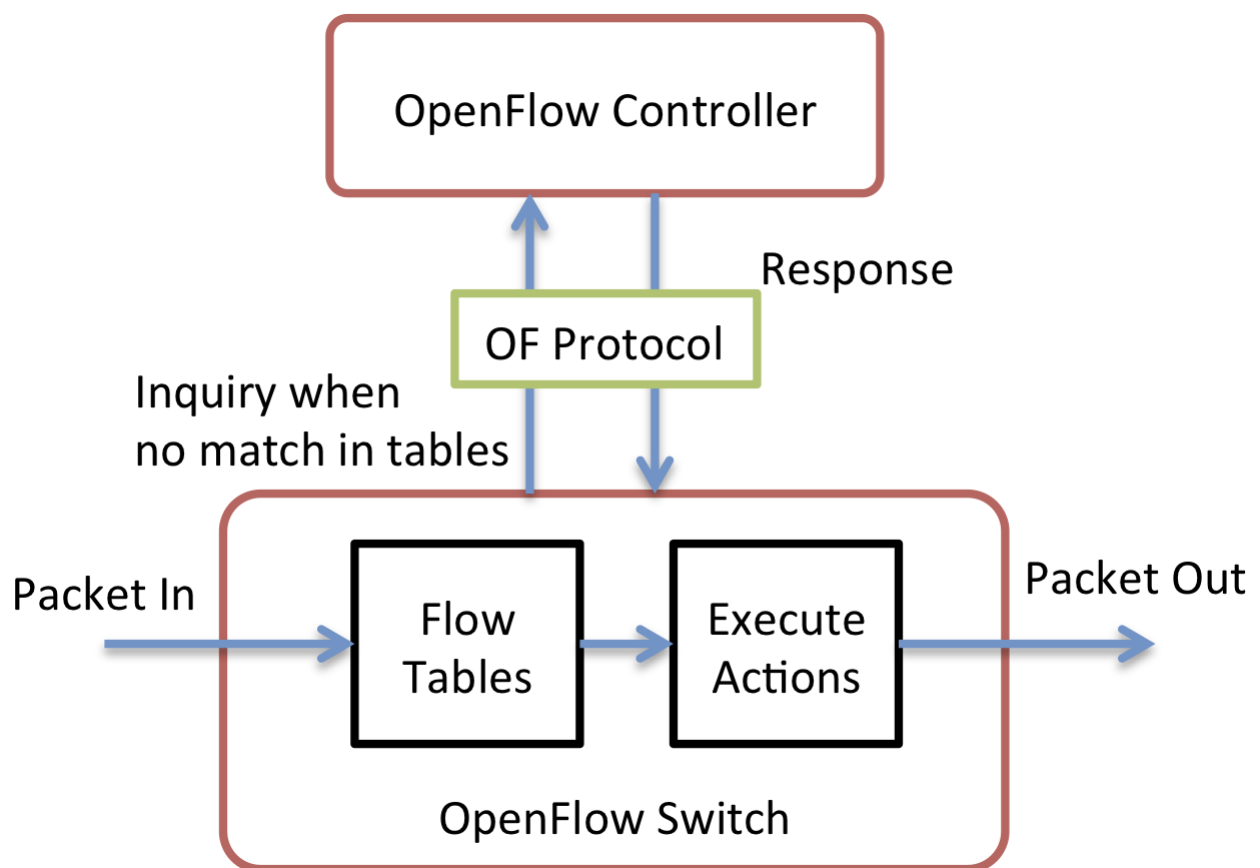 OpenFlow Controller
Response
OF Protocol
Inquiry when
no match in tables
Packet In
Flow
Tables
Execute
Actions
Packet Out
OpenFlow Switch